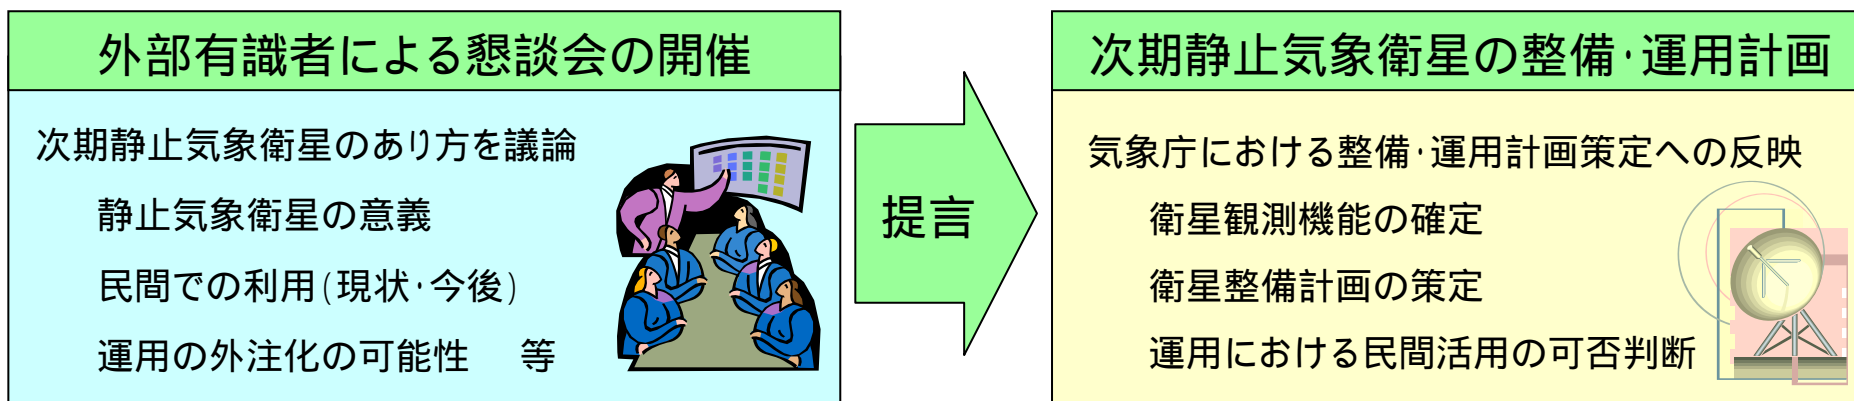 外部有識者による懇談会の開催
次期静止気象衛星のあり方を議論
静止気象衛星の意義
民間での利用(現状・今後)
運用の外注化の可能性　等
提言
次期静止気象衛星の整備・運用計画
気象庁における整備・運用計画策定への反映
衛星観測機能の確定
衛星整備計画の策定
運用における民間活用の可否判断